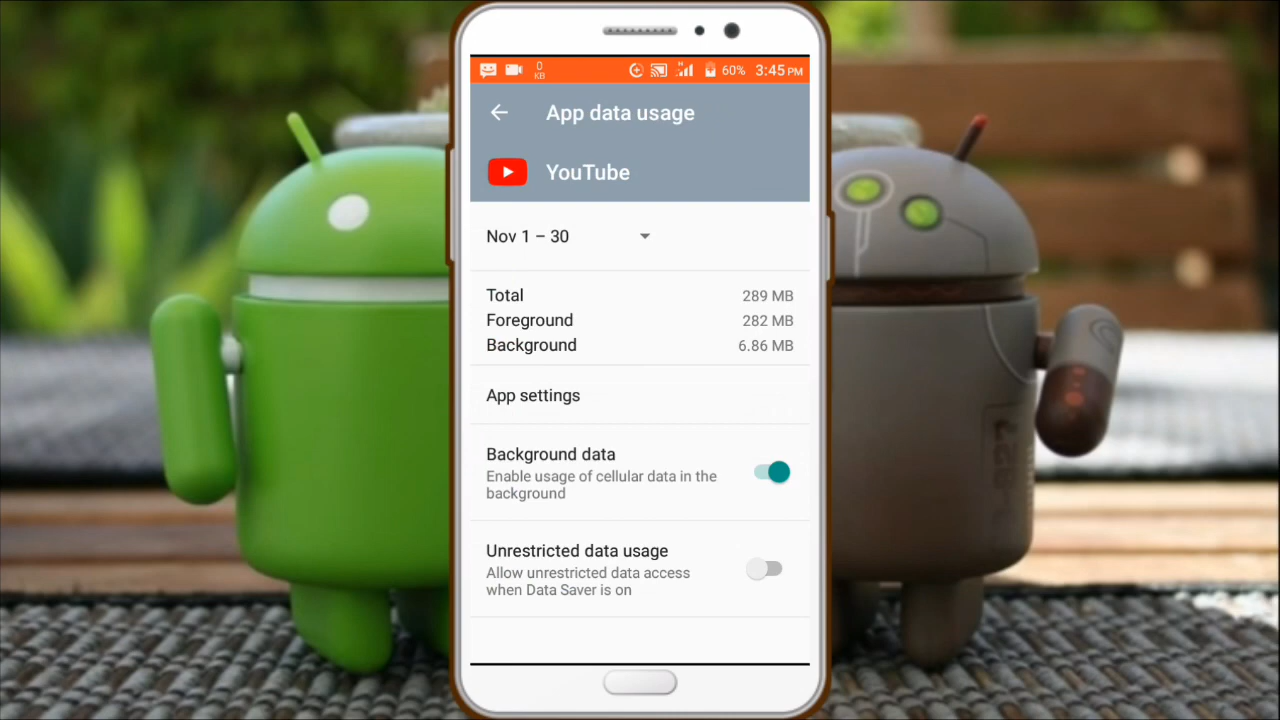 0
KB
60% 3:45 PM
App data usage
YouTube
Nov 1 – 30
Total 289 MB
Foreground 282 MB
Background 6.86 MB
App settings
Background data
Enable usage of cellular data in the
background
Unrestricted data usage
Allow unrestricted data access
when Data Saver is on